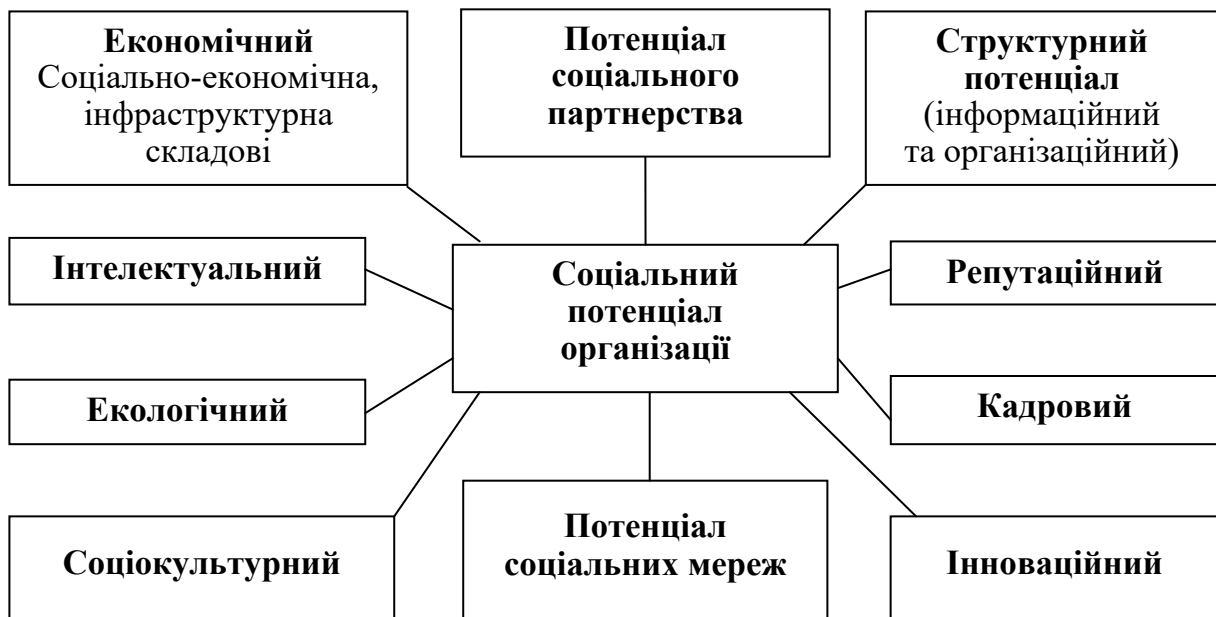 Економічний
Соціально-економічна,
інфраструктурна
складові
Потенціал
соціального
партнерства
Структурний
потенціал
(інформаційний
та організаційний)
Інтелектуальний
Соціальний
потенціал
організації
Репутаційний
Екологічний
Кадровий
Соціокультурний
Потенціал
соціальних мереж
Інноваційний